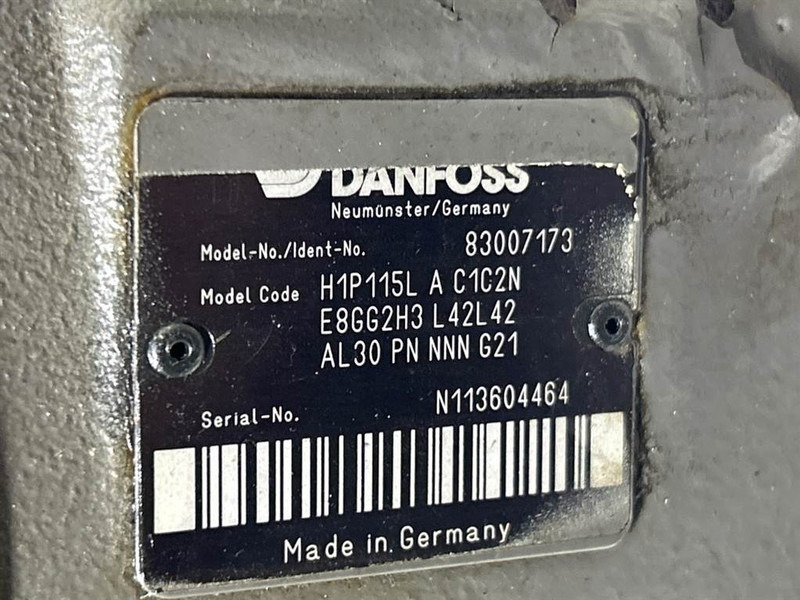 DANFOSS
Neumünster/Germany
Model-No./Ident-No. 83007173
Model Code H1P115L A C1C2N
E8GG2H3 L42L42
AL30 PN NNN G21
Serial-No. N113604464
Made in Germany